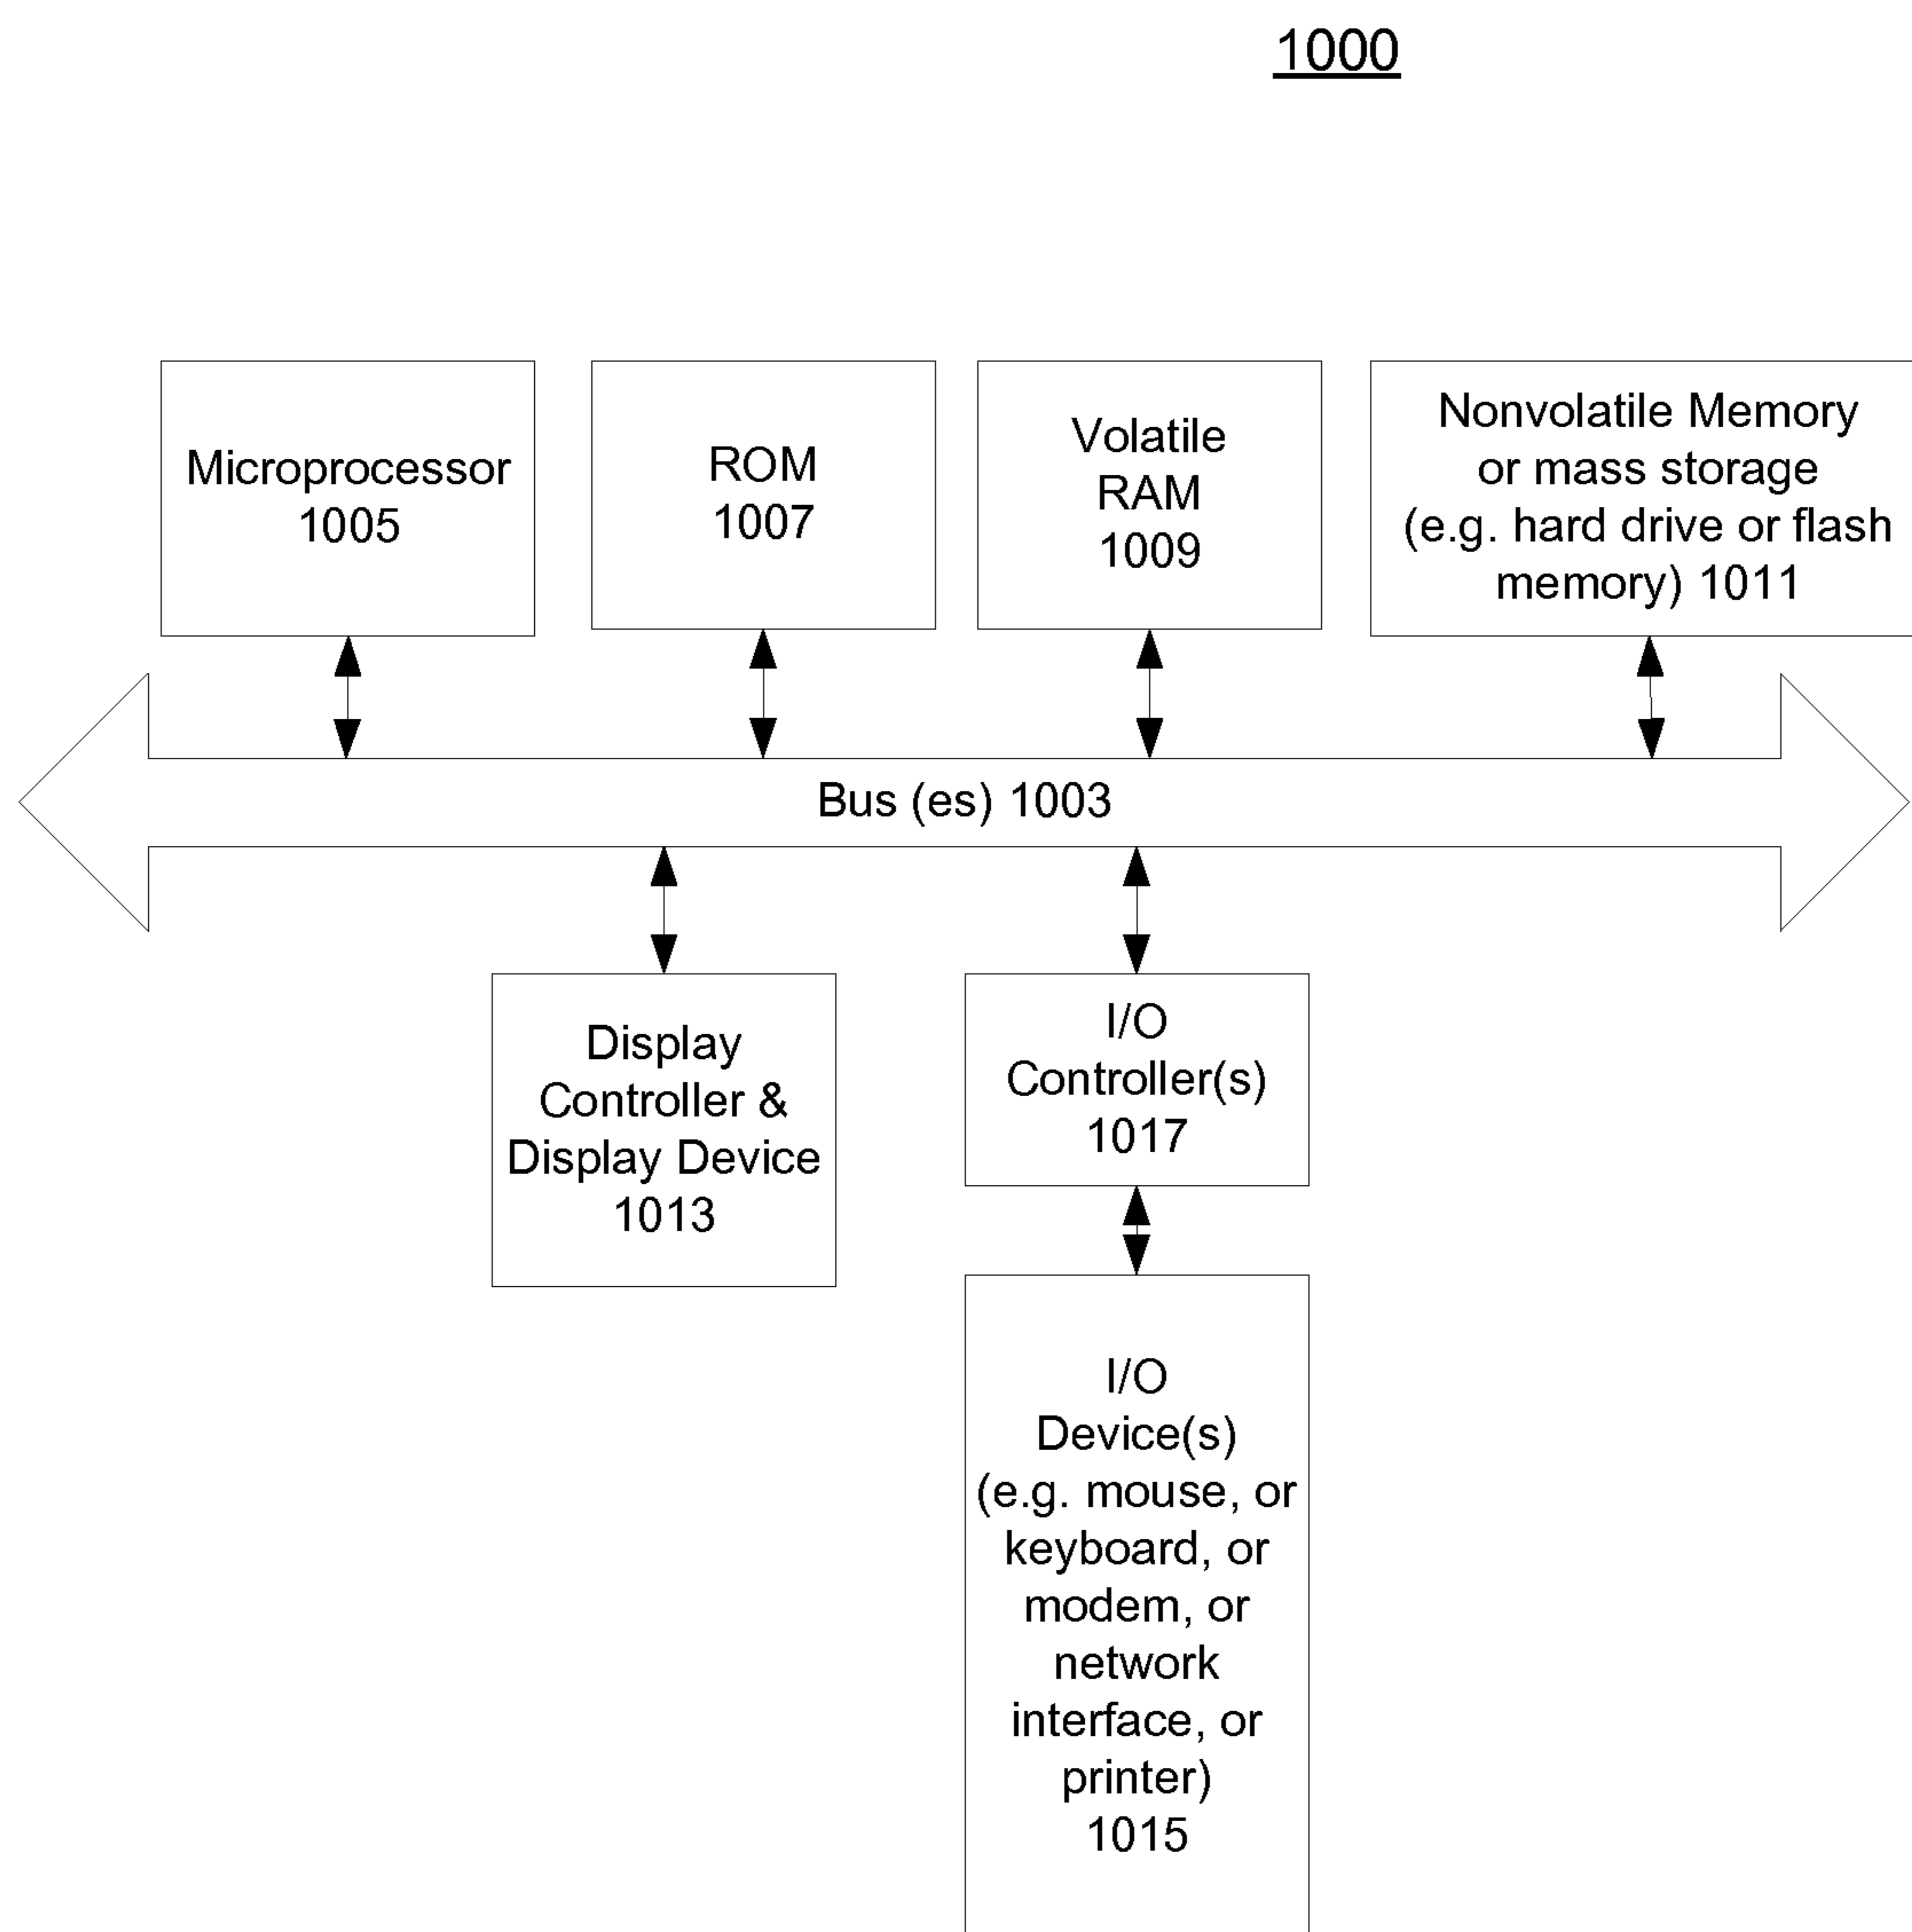 1000
Microprocessor
1005
ROM
1007
Volatile
RAM
1009
Nonvolatile Memory
or mass storage
(e.g. hard drive or flash
memory) 1011
Bus (es) 1003
Display
Controller &
Display Device
1013
I/O
Controller(s)
1017
I/O
Device(s)
(e.g. mouse, or
keyboard, or
modem, or
network
interface, or
printer)
1015